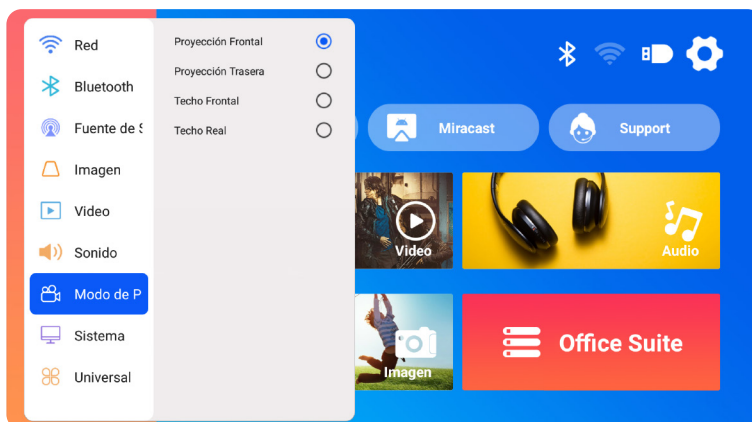 Red
Bluetooth
Fuente de S
Imagen
Video
Sonido
Modo de P
Sistema
Universal
Proyección Frontal
Proyección Trasera
Techo Frontal
Techo Real
Miracast
Support
Video
Audio
Imagen
Office Suite